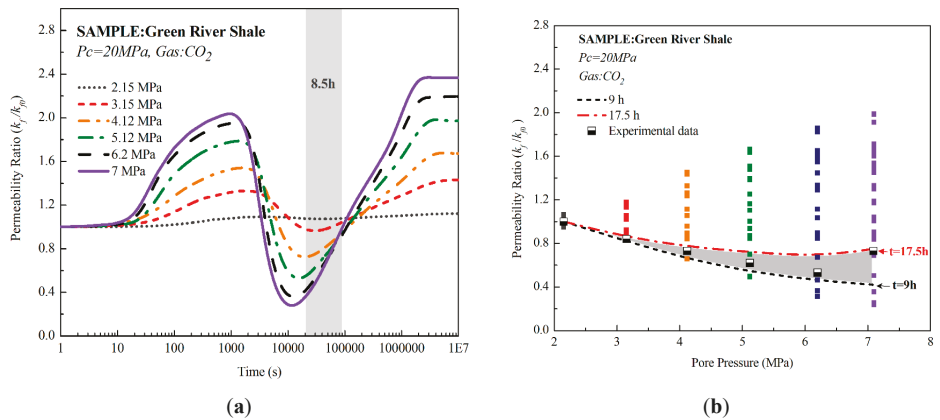 SAMPLE:Green River Shale
Pc=20MPa, Gas:CO2
2.15 MPa
3.15 MPa
4.12 MPa
5.12 MPa
6.2 MPa
7 MPa
8.5h
2.8
2.4
2.0
1.6
1.2
0.8
0.4
0.0
Permeability Ratio (kf/kf0)
1 10 100 1000 10000 100000 1000000 1E7
Time (s)
(a)
SAMPLE:Green River Shale
Pc=20MPa
Gas:CO2
9 h
17.5 h
Experimental data
2.8
2.4
2.0
1.6
1.2
0.8
0.4
0.0
Permeability Ratio (kf/kf0)
t=17.5h
t=9h
2 3 4 5 6 7 8
Pore Pressure (MPa)
(b)